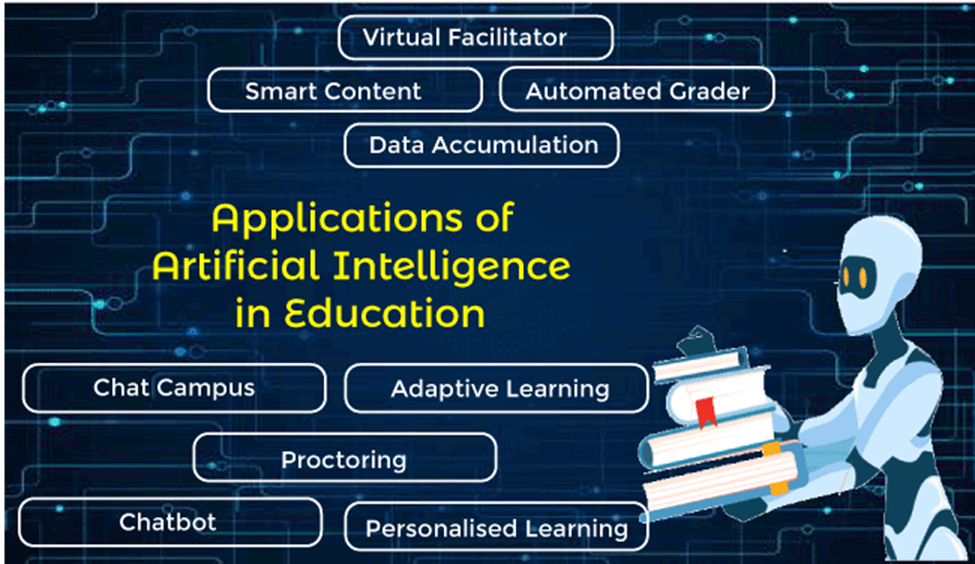 Virtual Facilitator
Smart Content
Automated Grader
Data Accumulation
Applications of
Artificial Intelligence
in Education
Chat Campus
Adaptive Learning
Proctoring
Chatbot
Personalised Learning